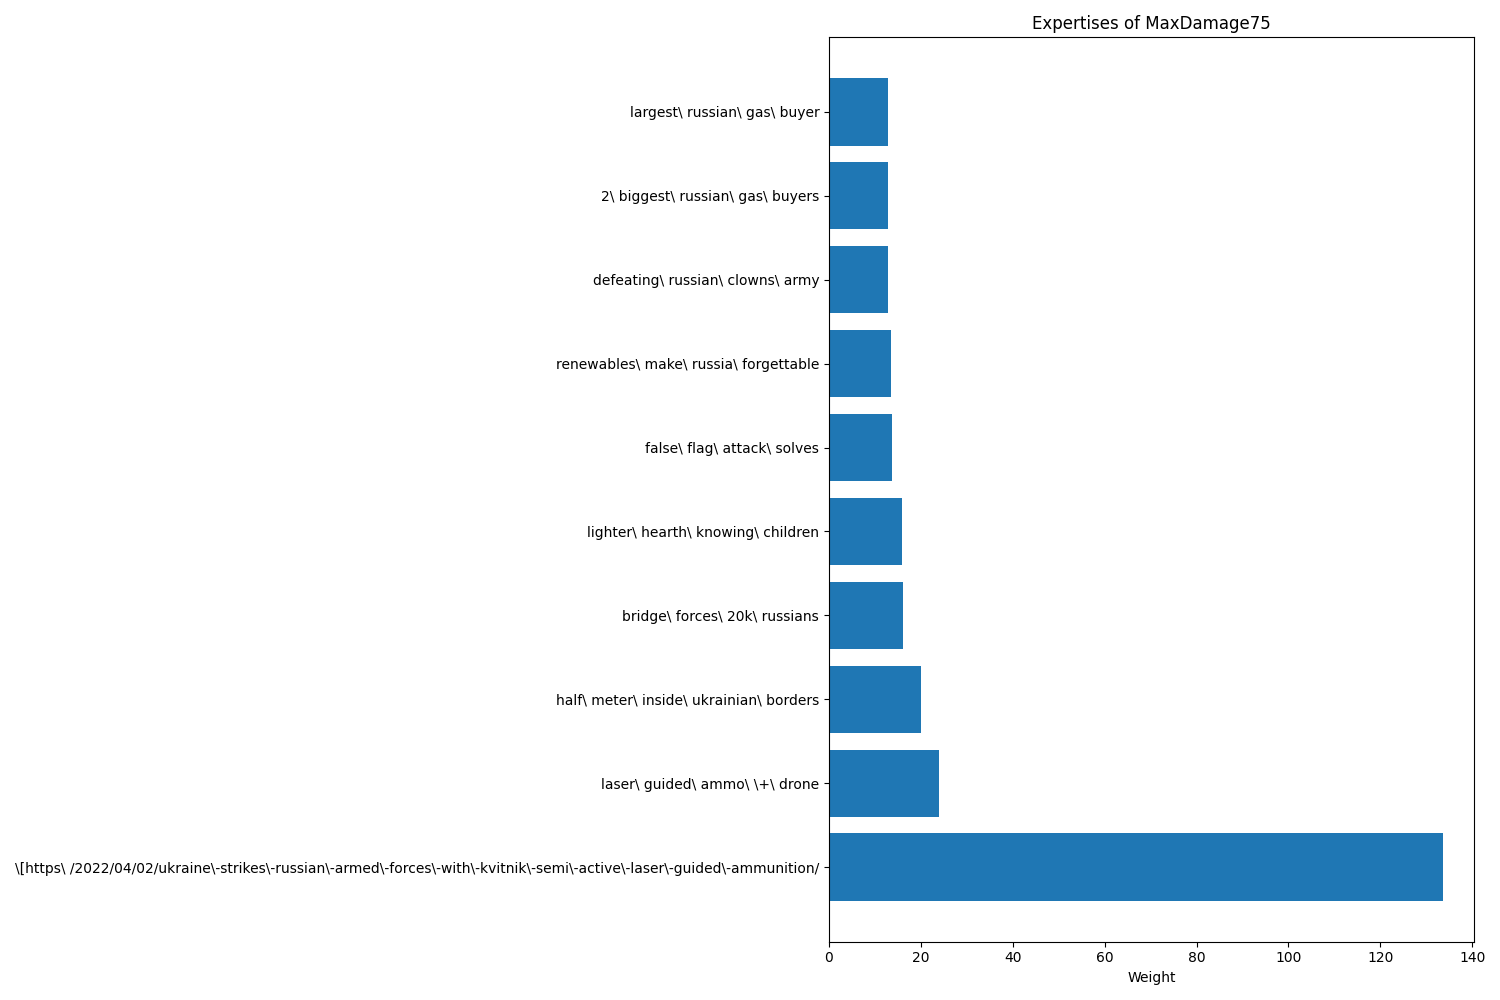 Expertises of MaxDamage75
largest\ russian\ gas\ buyer
2\ biggest\ russian\ gas\ buyers
defeating\ russian\ clowns\ army
renewables\ make\ russia\ forgettable
false\ flag\ attack\ solves
lighter\ hearth\ knowing\ children
bridge\ forces\ 20k\ russians
half\ meter\ inside\ ukrainian\ borders
laser\ guided\ ammo\ \+\ drone
\[https\ /2022/04/02/ukraine\-strikes\-russian\-armed\-forces\-with\-kvitnik\-semi\-active\-laser\-guided\-ammunition/
0 20 40 60 80 100 120 140
Weight